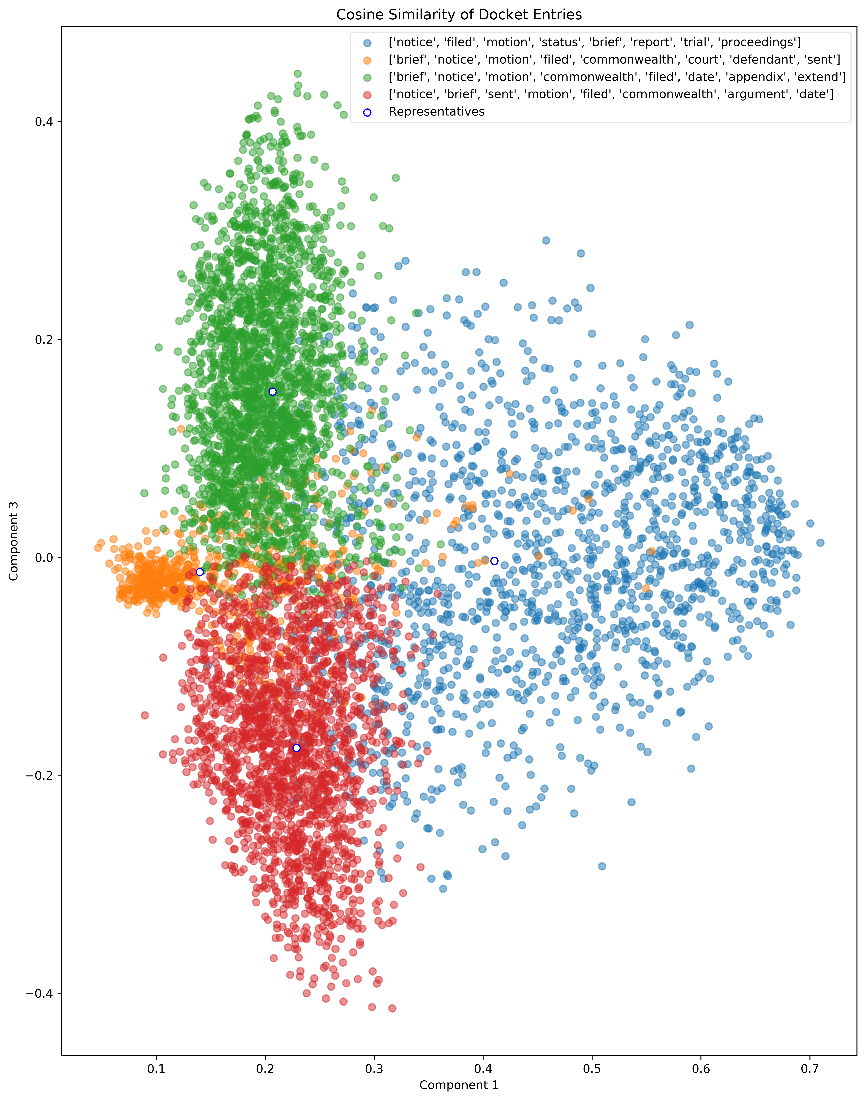 Cosine Similarity of Docket Entries
['notice', 'filed', 'motion', 'status', 'brief', 'report', 'trial', 'proceedings']
['brief', 'notice', 'motion', 'filed', 'commonwealth', 'court', 'defendant', 'sent']
['brief', 'notice', 'motion', 'commonwealth', 'filed', 'date', 'appendix', 'extend']
['notice', 'brief', 'sent', 'motion', 'filed', 'commonwealth', 'argument', 'date']
Representatives
0.4
0.2
0.0
−0.2
−0.4
Component 3
0.1 0.2 0.3 0.4 0.5 0.6 0.7
Component 1